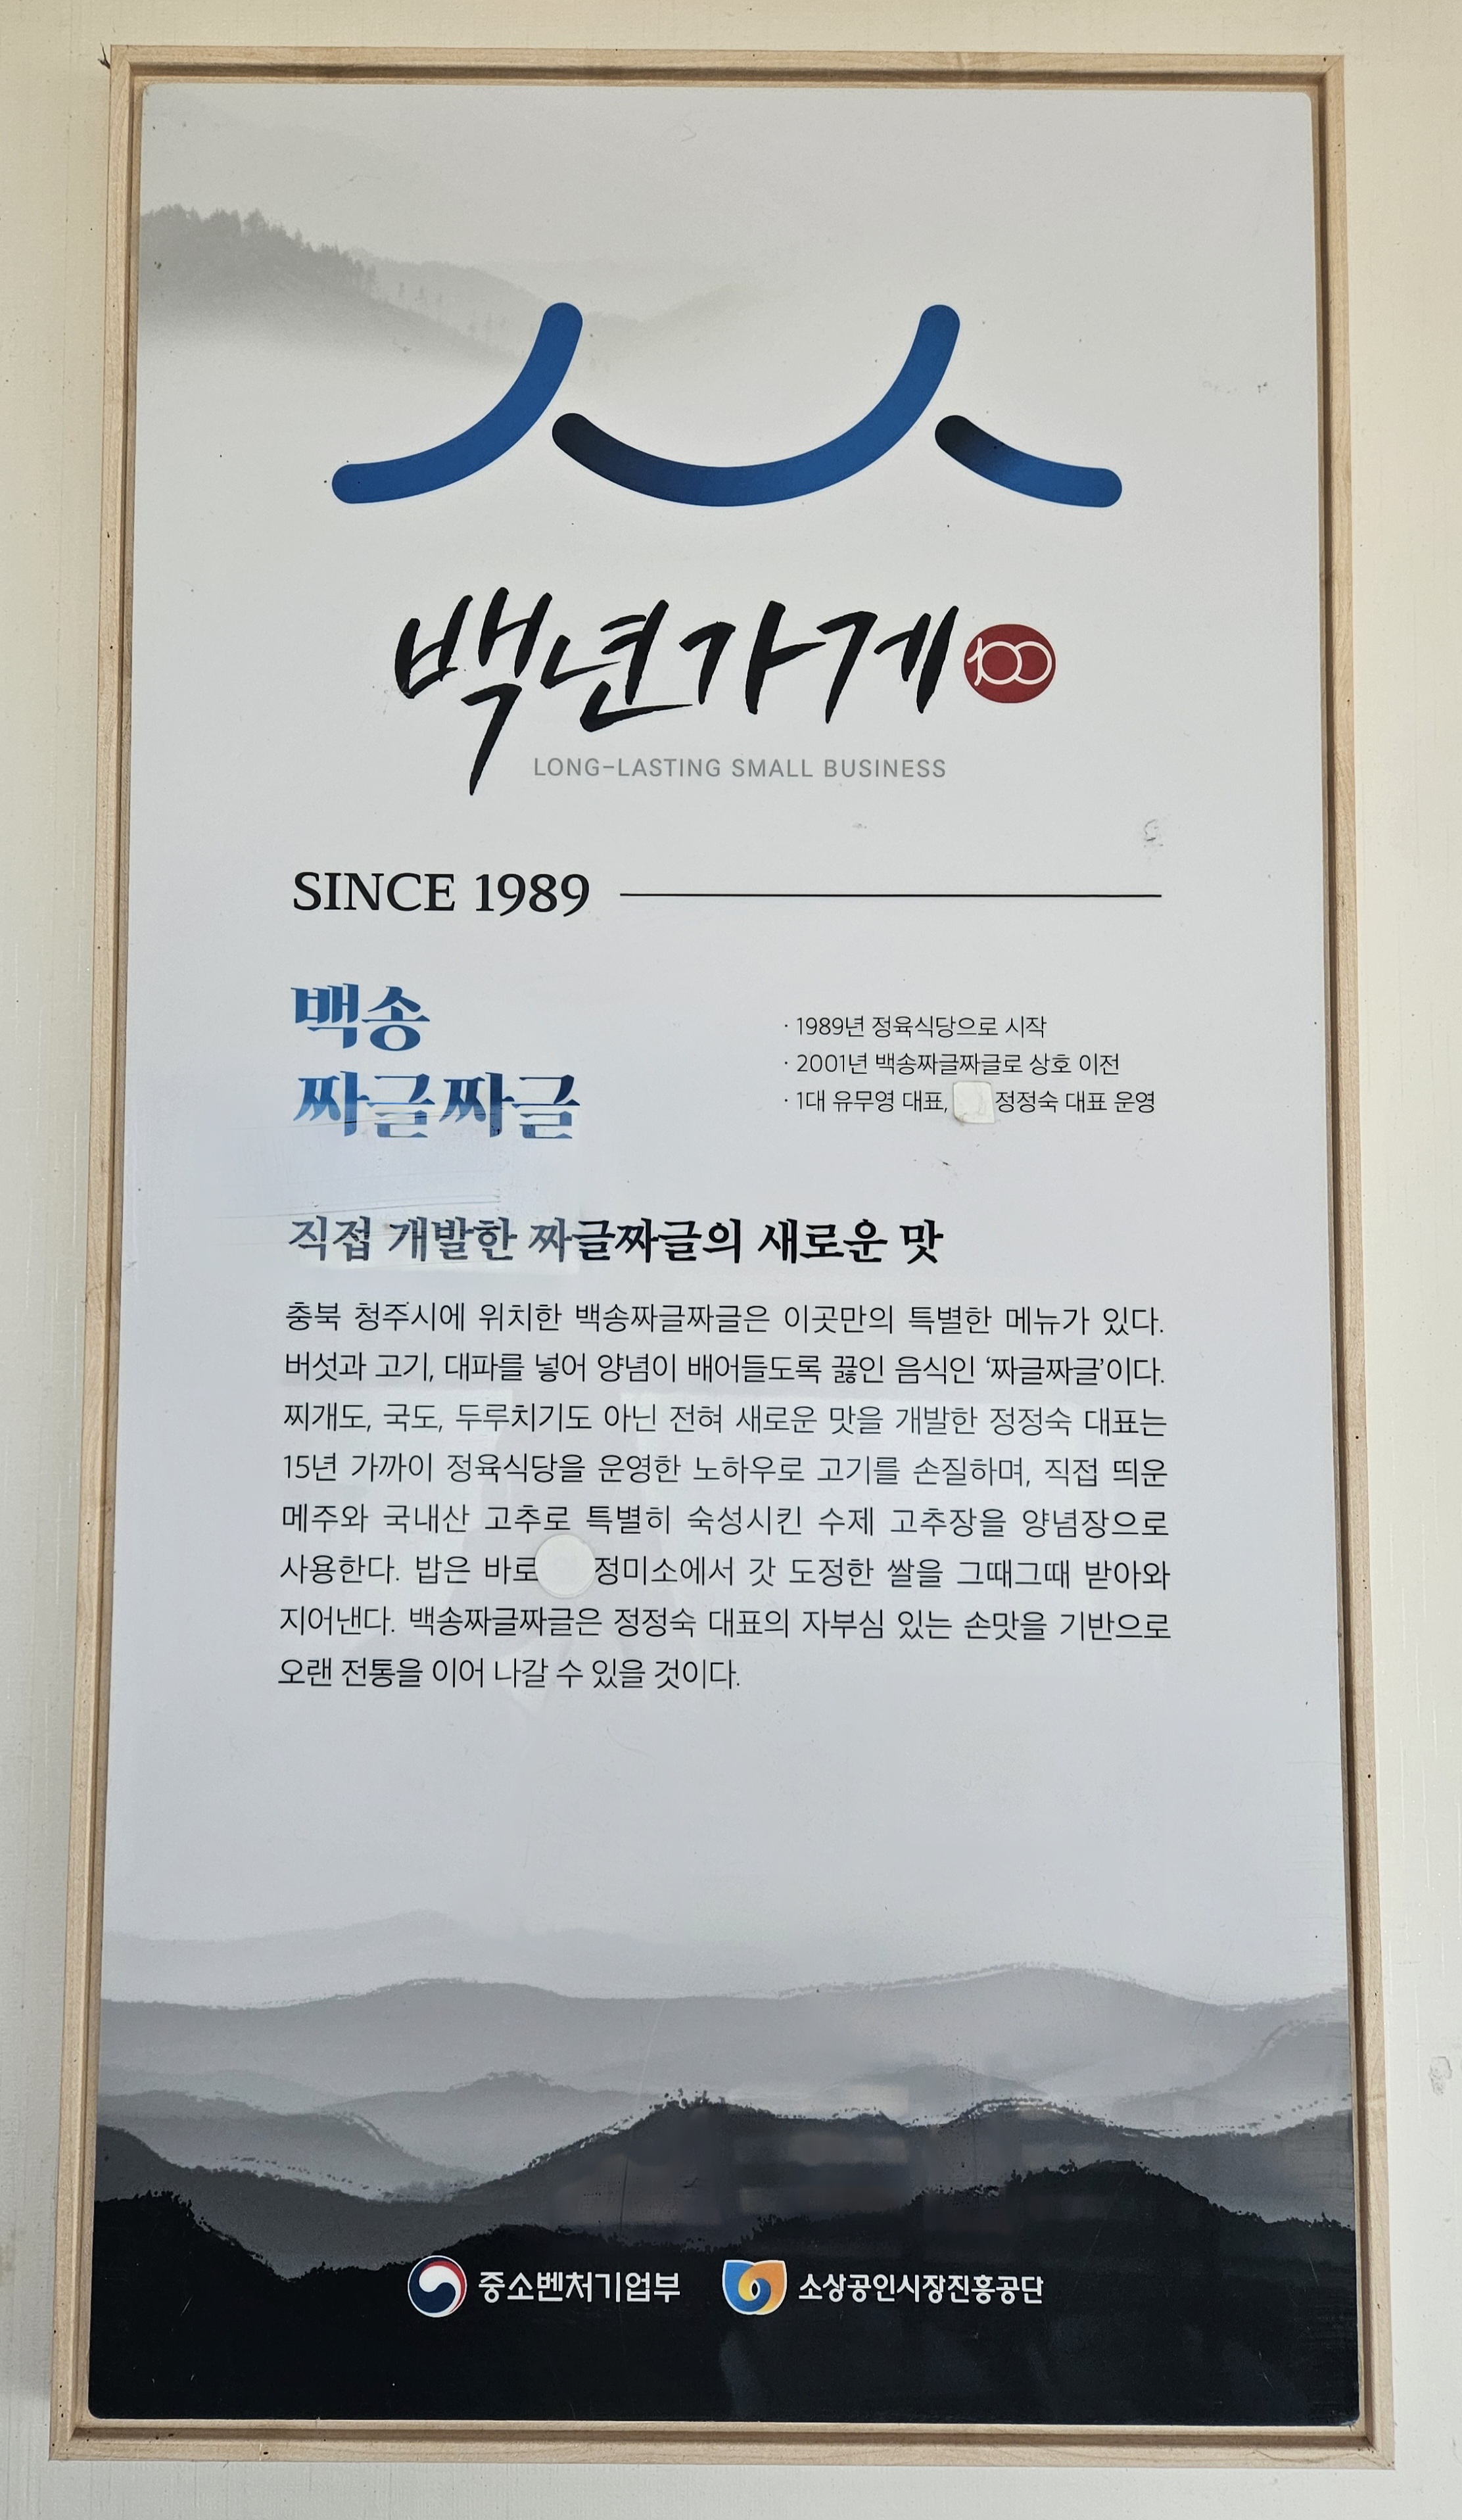 백년가게 100
LONG-LASTING SMALL BUSINESS
SINCE 1989
백송
짜글짜글
· 1989년 정육식당으로 시작
· 2001년 백송짜글짜글로 상호 이전
· 1대 유무영 대표, 정정숙 대표 운영
직접 개발한 짜글짜글의 새로운 맛
충북 청주시에 위치한 백송짜글짜글은 이곳만의 특별한 메뉴가 있다.
버섯과 고기, 대파를 넣어 양념이 배어들도록 끓인 음식인 ‘짜글짜글’이다.
찌개도, 국도, 두루치기도 아닌 전혀 새로운 맛을 개발한 정정숙 대표는
15년 가까이 정육식당을 운영한 노하우로 고기를 손질하며, 직접 띄운
메주와 국내산 고추로 특별히 숙성시킨 수제 고추장을 양념장으로
사용한다. 밥은 바로 정미소에서 갓 도정한 쌀을 그때그때 받아와
지어낸다. 백송짜글짜글은 정정숙 대표의 자부심 있는 손맛을 기반으로
오랜 전통을 이어 나갈 수 있을 것이다.
중소벤처기업부 소상공인시장진흥공단